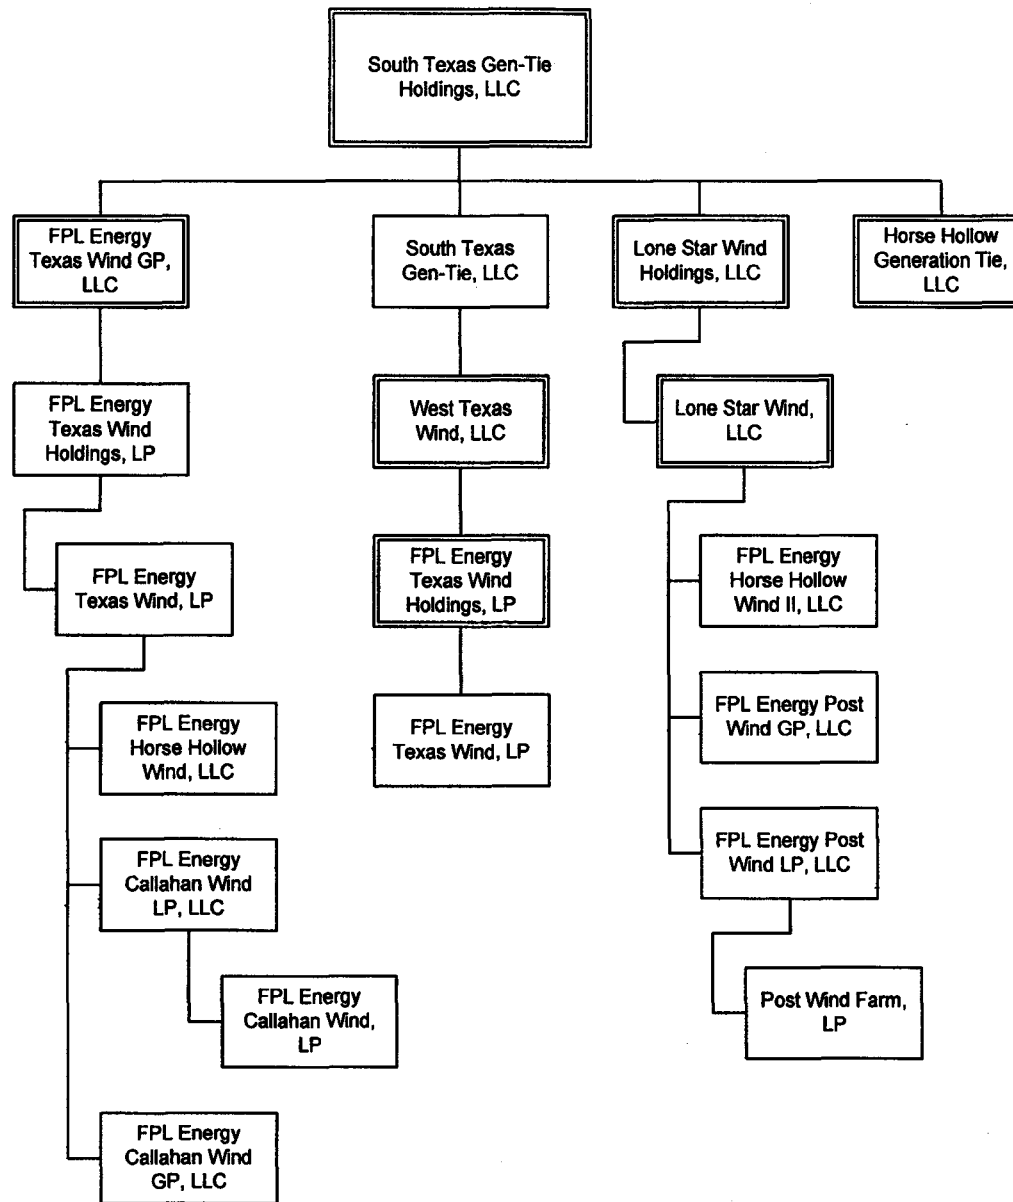 South Texas Gen-Tie
Holdings, LLC
FPL Energy
Texas Wind GP,
LLC
South Texas
Gen-Tie, LLC
Lone Star Wind
Holdings, LLC
Horse Hollow
Generation Tie,
LLC
FPL Energy
Texas Wind
Holdings, LP
West Texas
Wind, LLC
Lone Star Wind,
LLC
FPL Energy
Texas Wind, LP
FPL Energy
Texas Wind
Holdings, LP
FPL Energy
Horse Hollow
Wind II, LLC
FPL Energy
Horse Hollow
Wind, LLC
FPL Energy
Texas Wind, LP
FPL Energy Post
Wind GP, LLC
FPL Energy
Callahan Wind
LP, LLC
FPL Energy Post
Wind LP, LLC
FPL Energy
Callahan Wind,
LP
Post Wind Farm,
LP
FPL Energy
Callahan Wind
GP, LLC